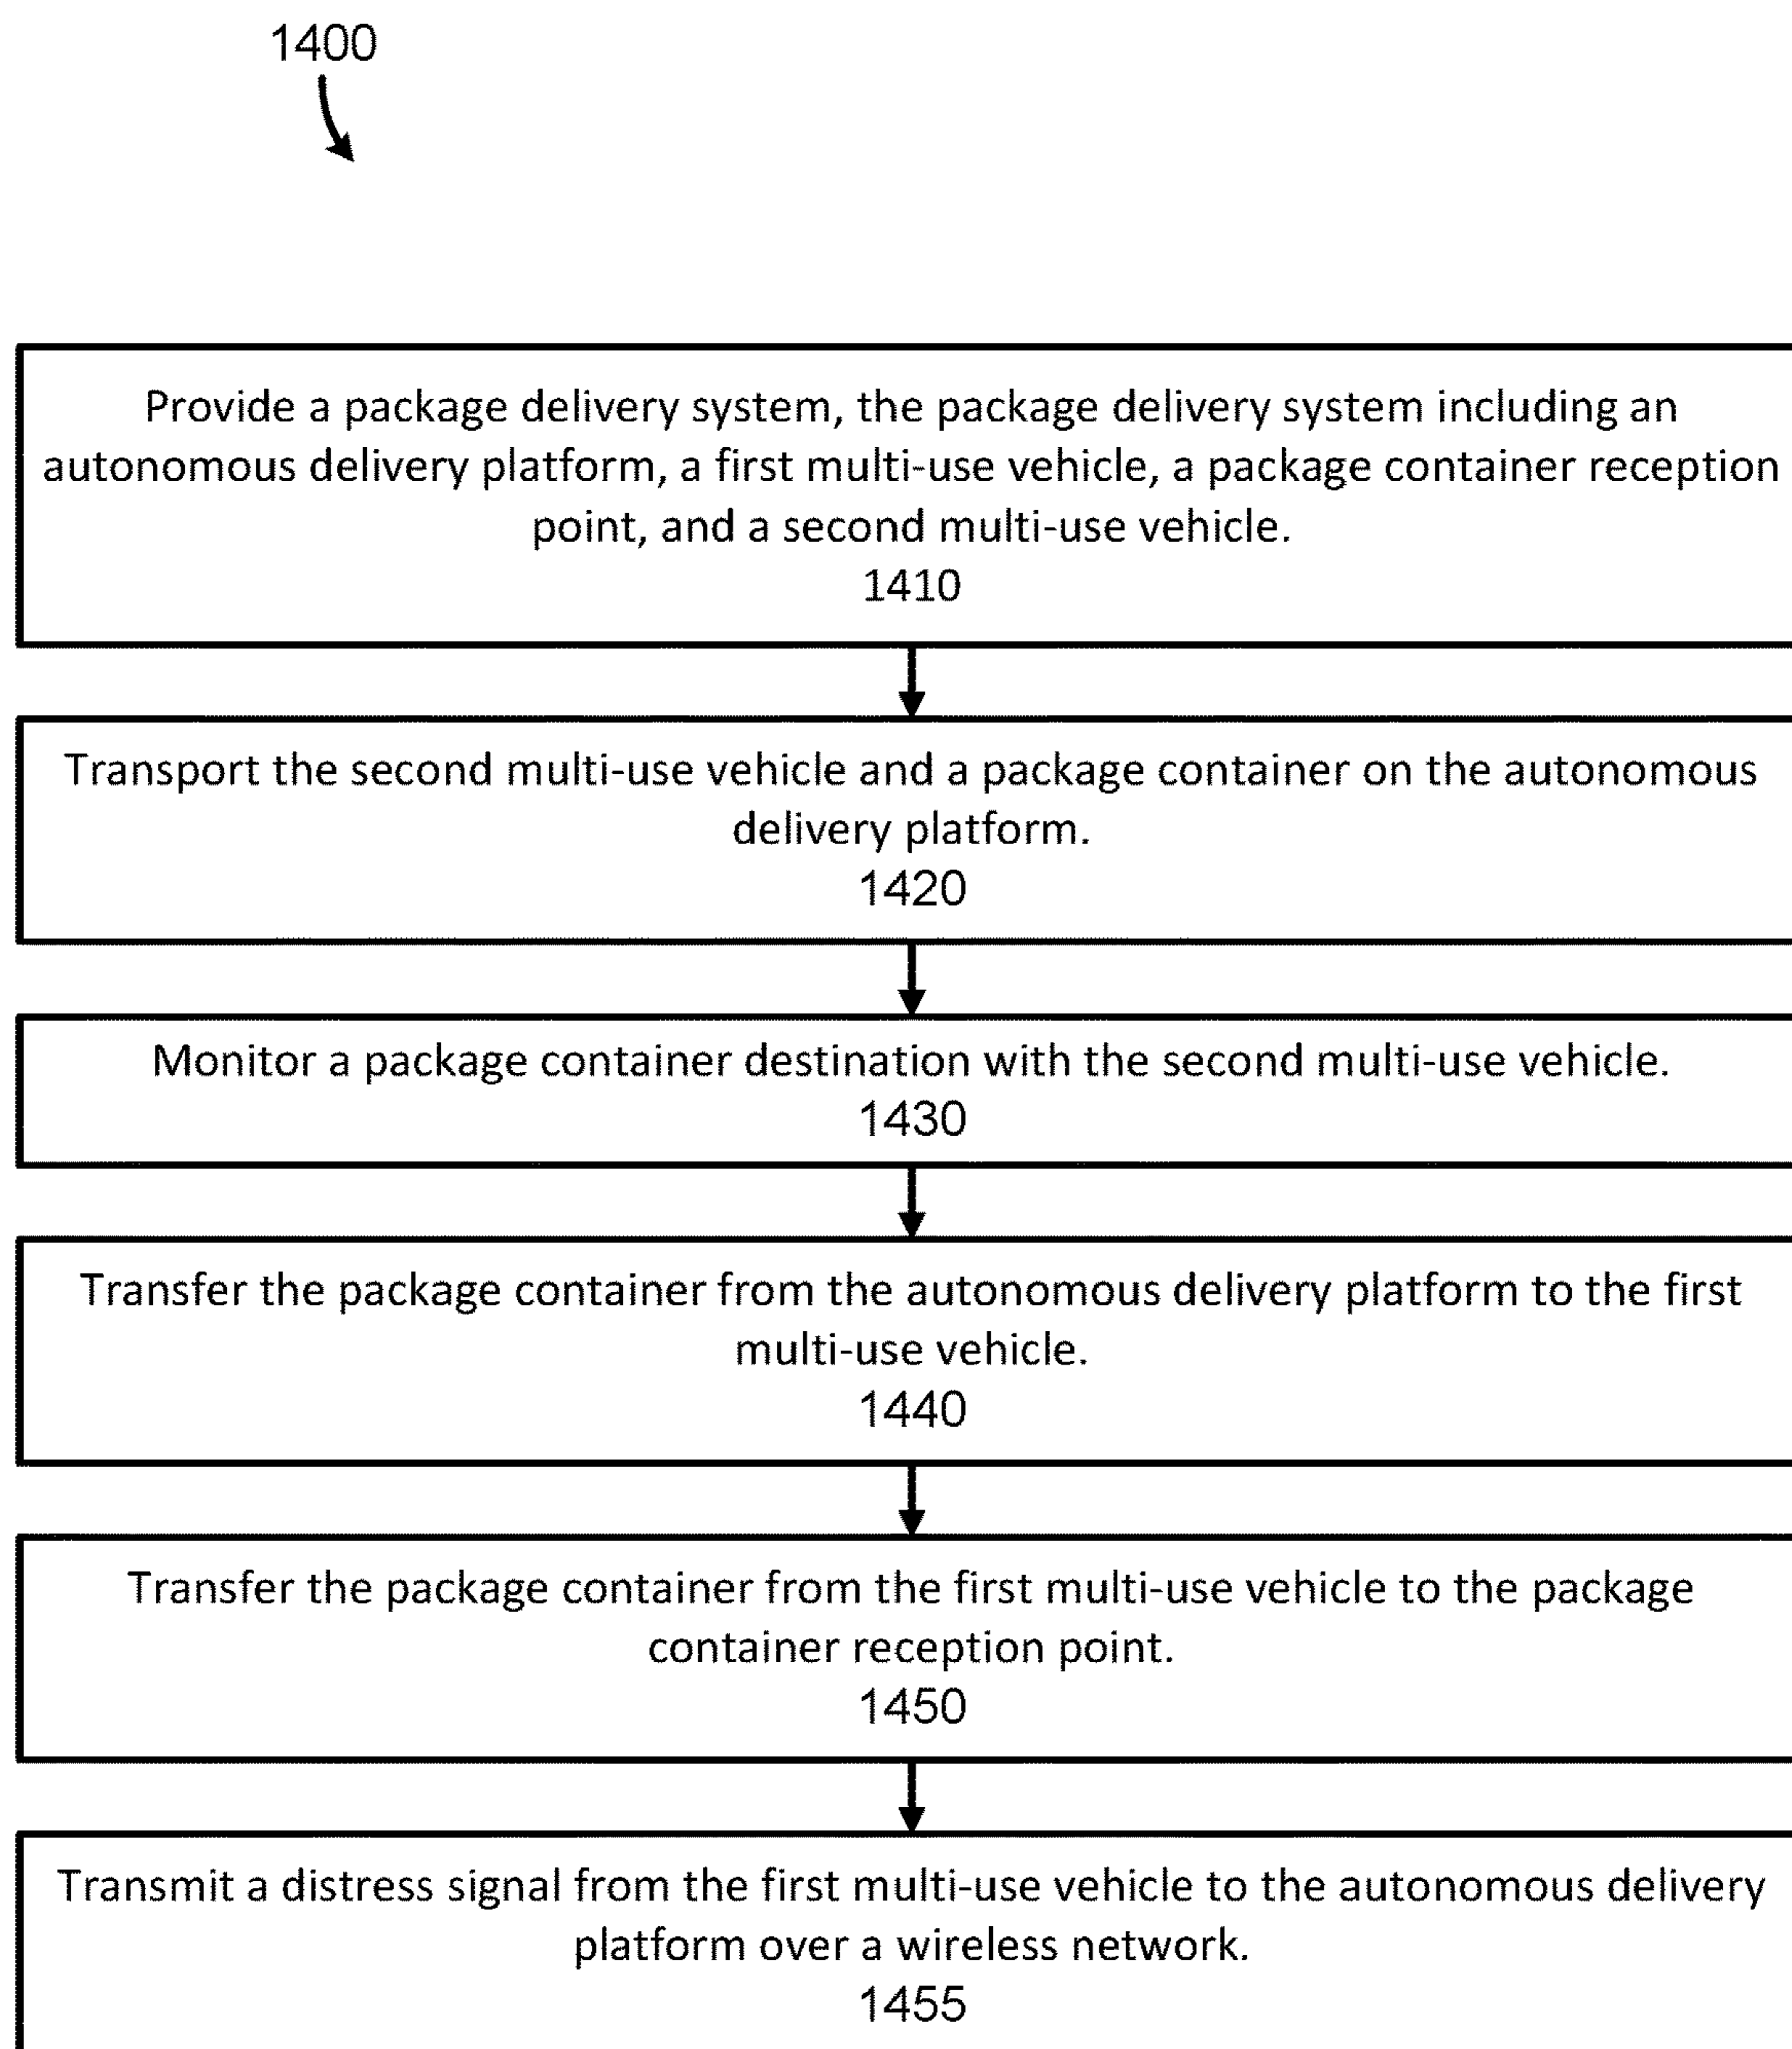 1400
Provide a package delivery system, the package delivery system including an
autonomous delivery platform, a first multi-use vehicle, a package container reception
point, and a second multi-use vehicle.
1410
Transport the second multi-use vehicle and a package container on the autonomous
delivery platform.
1420
Monitor a package container destination with the second multi-use vehicle.
1430
Transfer the package container from the autonomous delivery platform to the first
multi-use vehicle.
1440
Transfer the package container from the first multi-use vehicle to the package
container reception point.
1450
Transmit a distress signal from the first multi-use vehicle to the autonomous delivery
platform over a wireless network.
1455